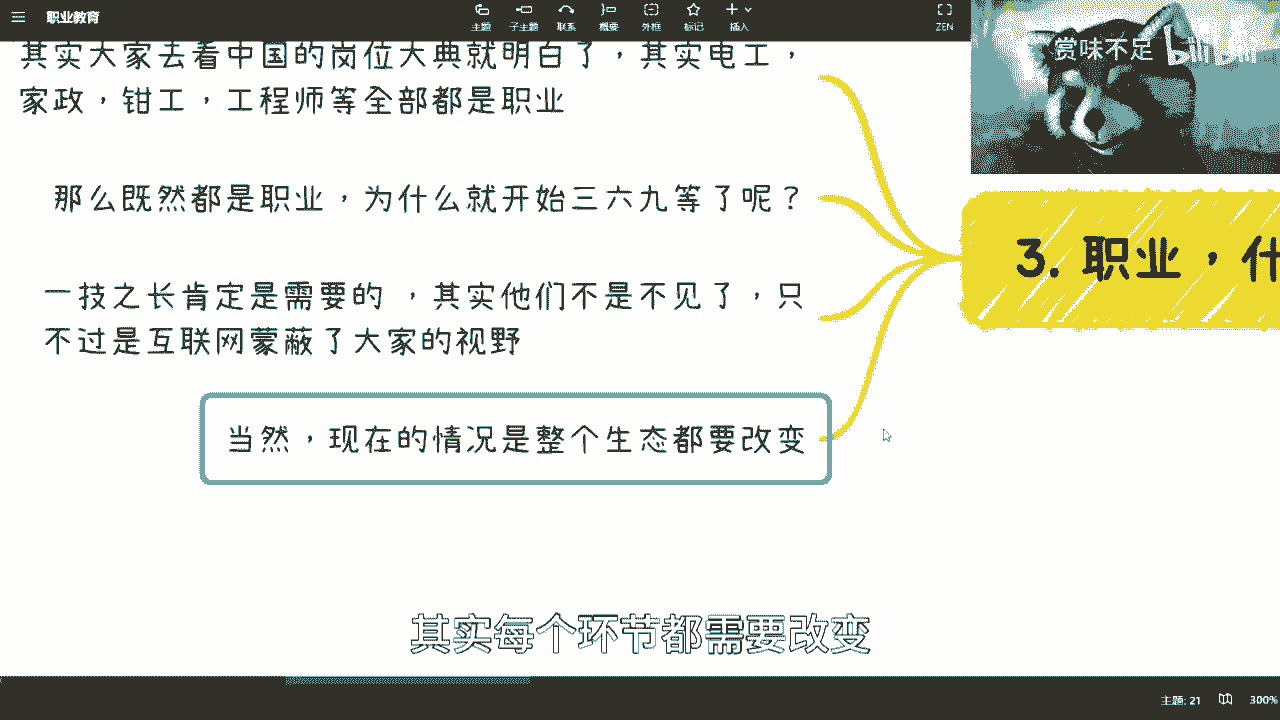 职业教育
主题
子主题
联系
概要
外框
标记
插入
ZEN
赏味不足
bilibili
其实大家去看中国的岗位大典就明白了，其实电工，
家政，钳工，工程师等全部都是职业
那么既然都是职业，为什么就开始三六九等了呢？
3. 职业，什
一技之长肯定是需要的 ，其实他们不是不见了，只
不过是互联网蒙蔽了大家的视野
当然，现在的情况是整个生态都要改变
其实每个环节都需要改变
主题: 21
300%